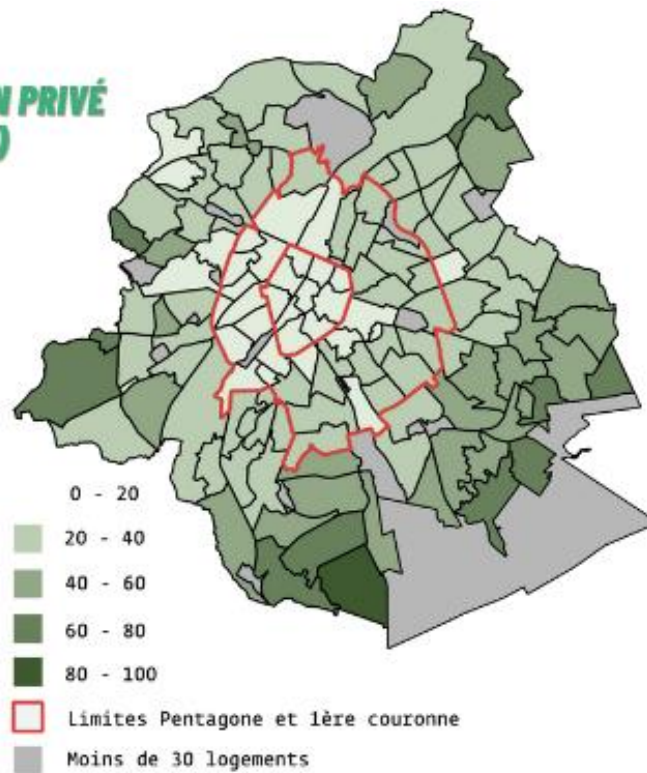 N PRIVÉ
0 - 20
20 - 40
40 - 60
60 - 80
80 - 100
Limites Pentagone et 1ère couronne
Moins de 30 logements